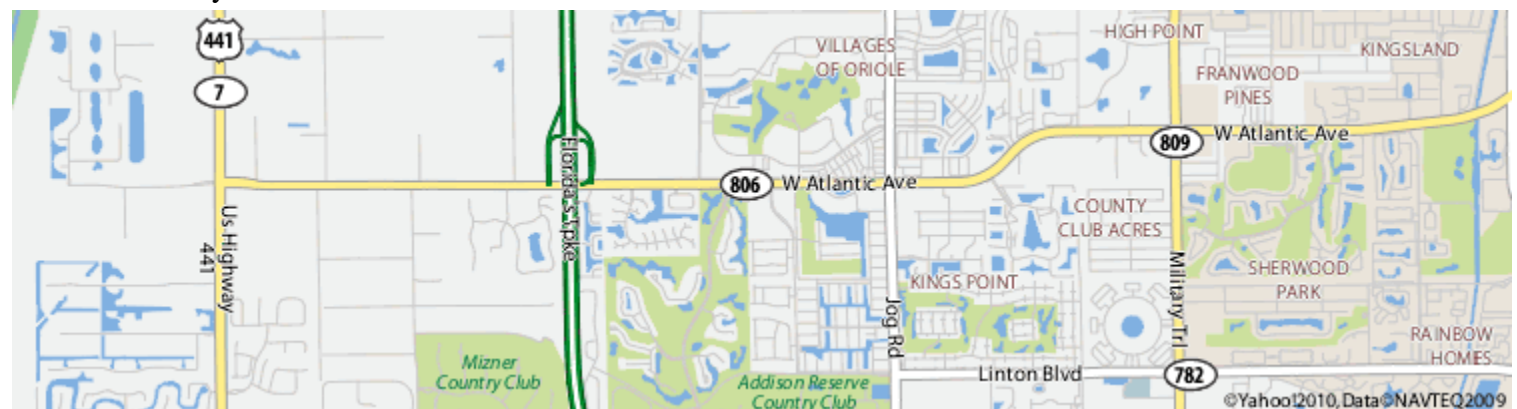 441
7
VILLAGES
OF ORIOLE
HIGH POINT
KINGSLAND
FRANWOOD
PINES
Florida's Tpke
809
W Atlantic Ave
806
W Atlantic Ave
Us Highway
441
COUNTY
CLUB ACRES
Military Trl
SHERWOOD
PARK
KINGS POINT
Jog Rd
RAINBOW
HOMES
Mizner
Country Club
Addison Reserve
Country Club
Linton Blvd
782
©Yahoo!2010,Data©NAVTEQ2009